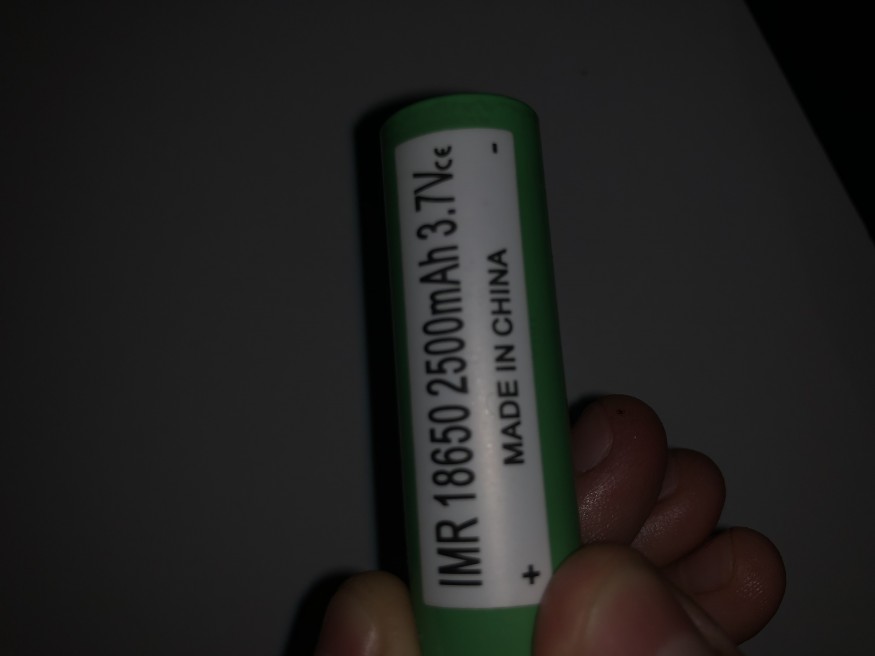 IMR 18650 2500mAh 3.7V CE
MADE IN CHINA
+ -